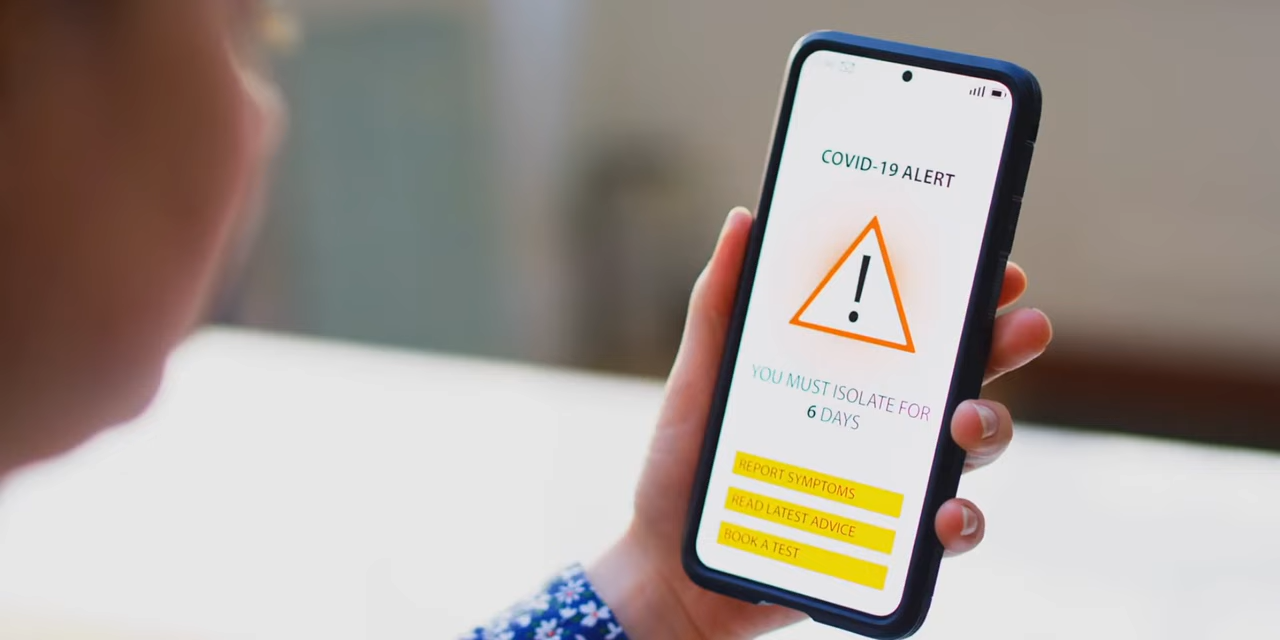 COVID-19 ALERT
!
YOU MUST ISOLATE FOR
6 DAYS
REPORT SYMPTOMS
READ LATEST ADVICE
BOOK A TEST